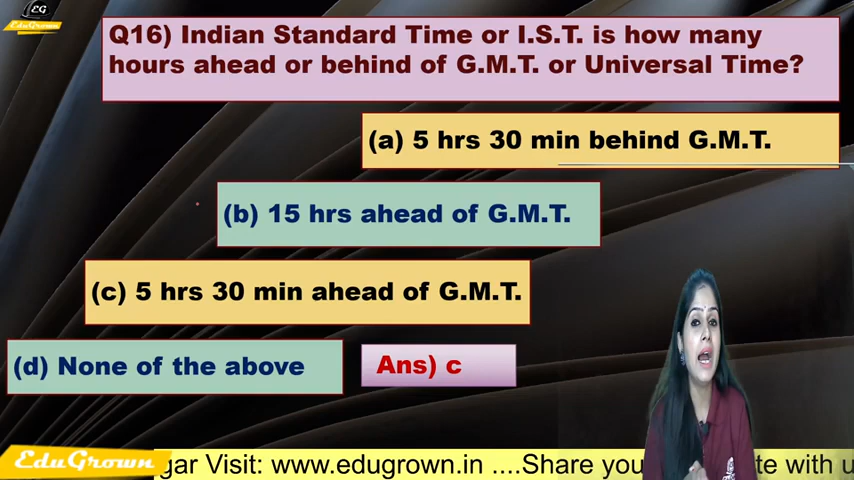 EG
EduGrown
Q16) Indian Standard Time or I.S.T. is how many
hours ahead or behind of G.M.T. or Universal Time?
(a) 5 hrs 30 min behind G.M.T.
(b) 15 hrs ahead of G.M.T.
(c) 5 hrs 30 min ahead of G.M.T.
(d) None of the above
Ans) c
EduGrown
gar Visit: www.edugrown.in ....Share you te with u